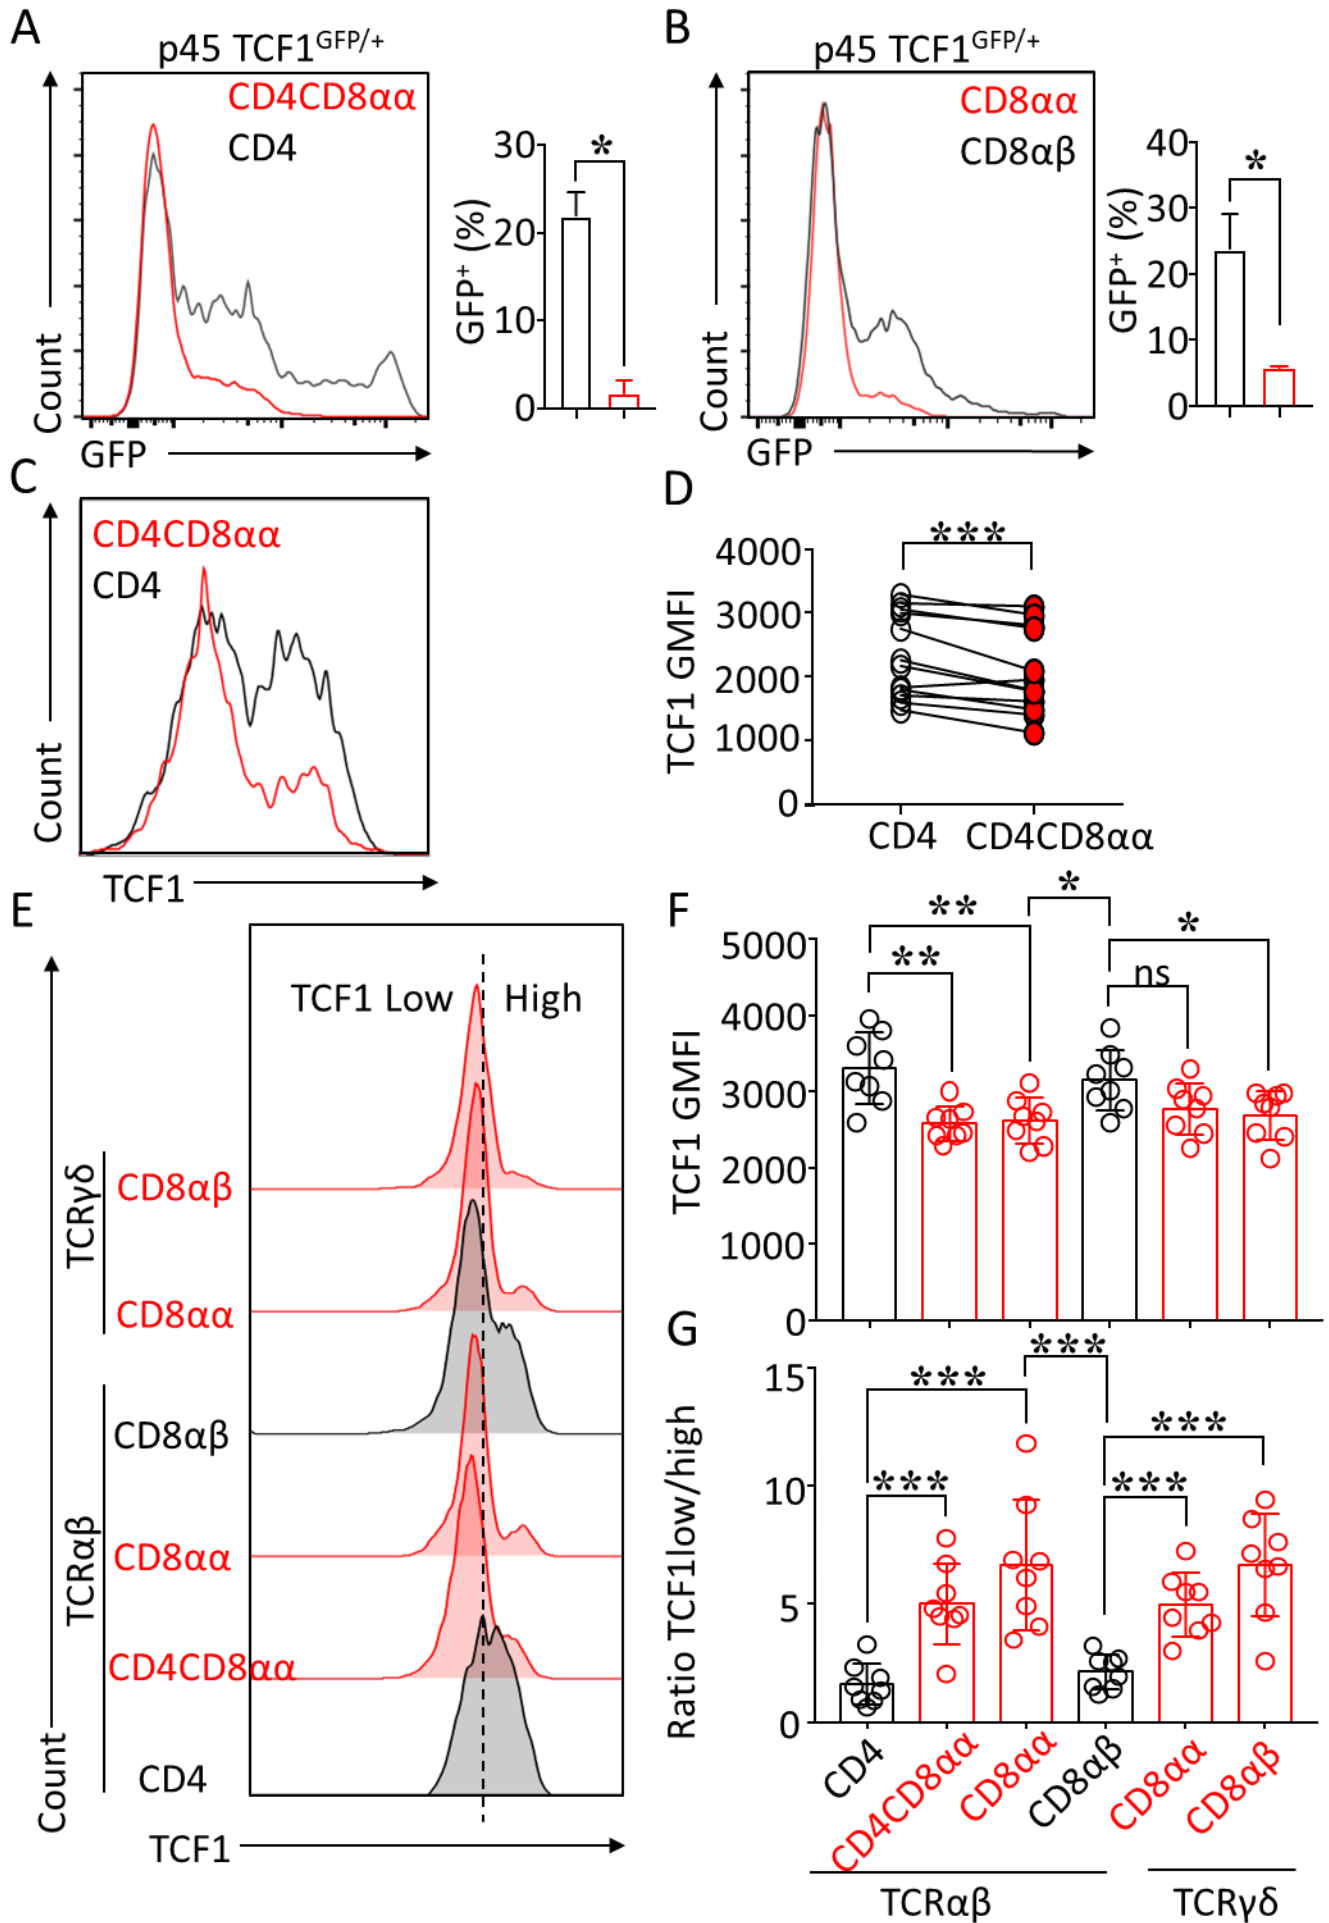 A
p45 TCF1GFP/+
CD4CD8αα
CD4
Count
GFP
GFP+ (%)
30
20
10
0
*
B
p45 TCF1GFP/+
CD8αα
CD8αβ
Count
GFP
GFP+ (%)
40
30
20
10
0
*
C
CD4CD8αα
CD4
Count
TCF1
D
***
TCF1 GMFI
4000
3000
2000
1000
0
CD4
CD4CD8αα
E
TCF1 Low
High
TCRγδ
CD8αβ
CD8αα
TCRαβ
CD8αβ
CD8αα
CD4CD8αα
CD4
Count
TCF1
F
**
**
*
ns
*
TCF1 GMFI
5000
4000
3000
2000
1000
0
G
***
***
***
***
***
Ratio TCF1low/high
15
10
5
0
CD4
CD4CD8αα
CD8αα
CD8αβ
CD8αα
CD8αβ
TCRαβ
TCRγδ